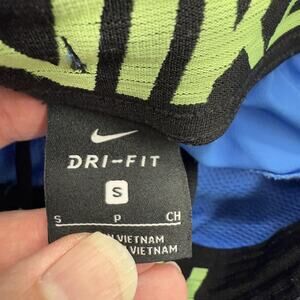 DRI-FIT
S
S P CH
VIETNAM
VIETNAM